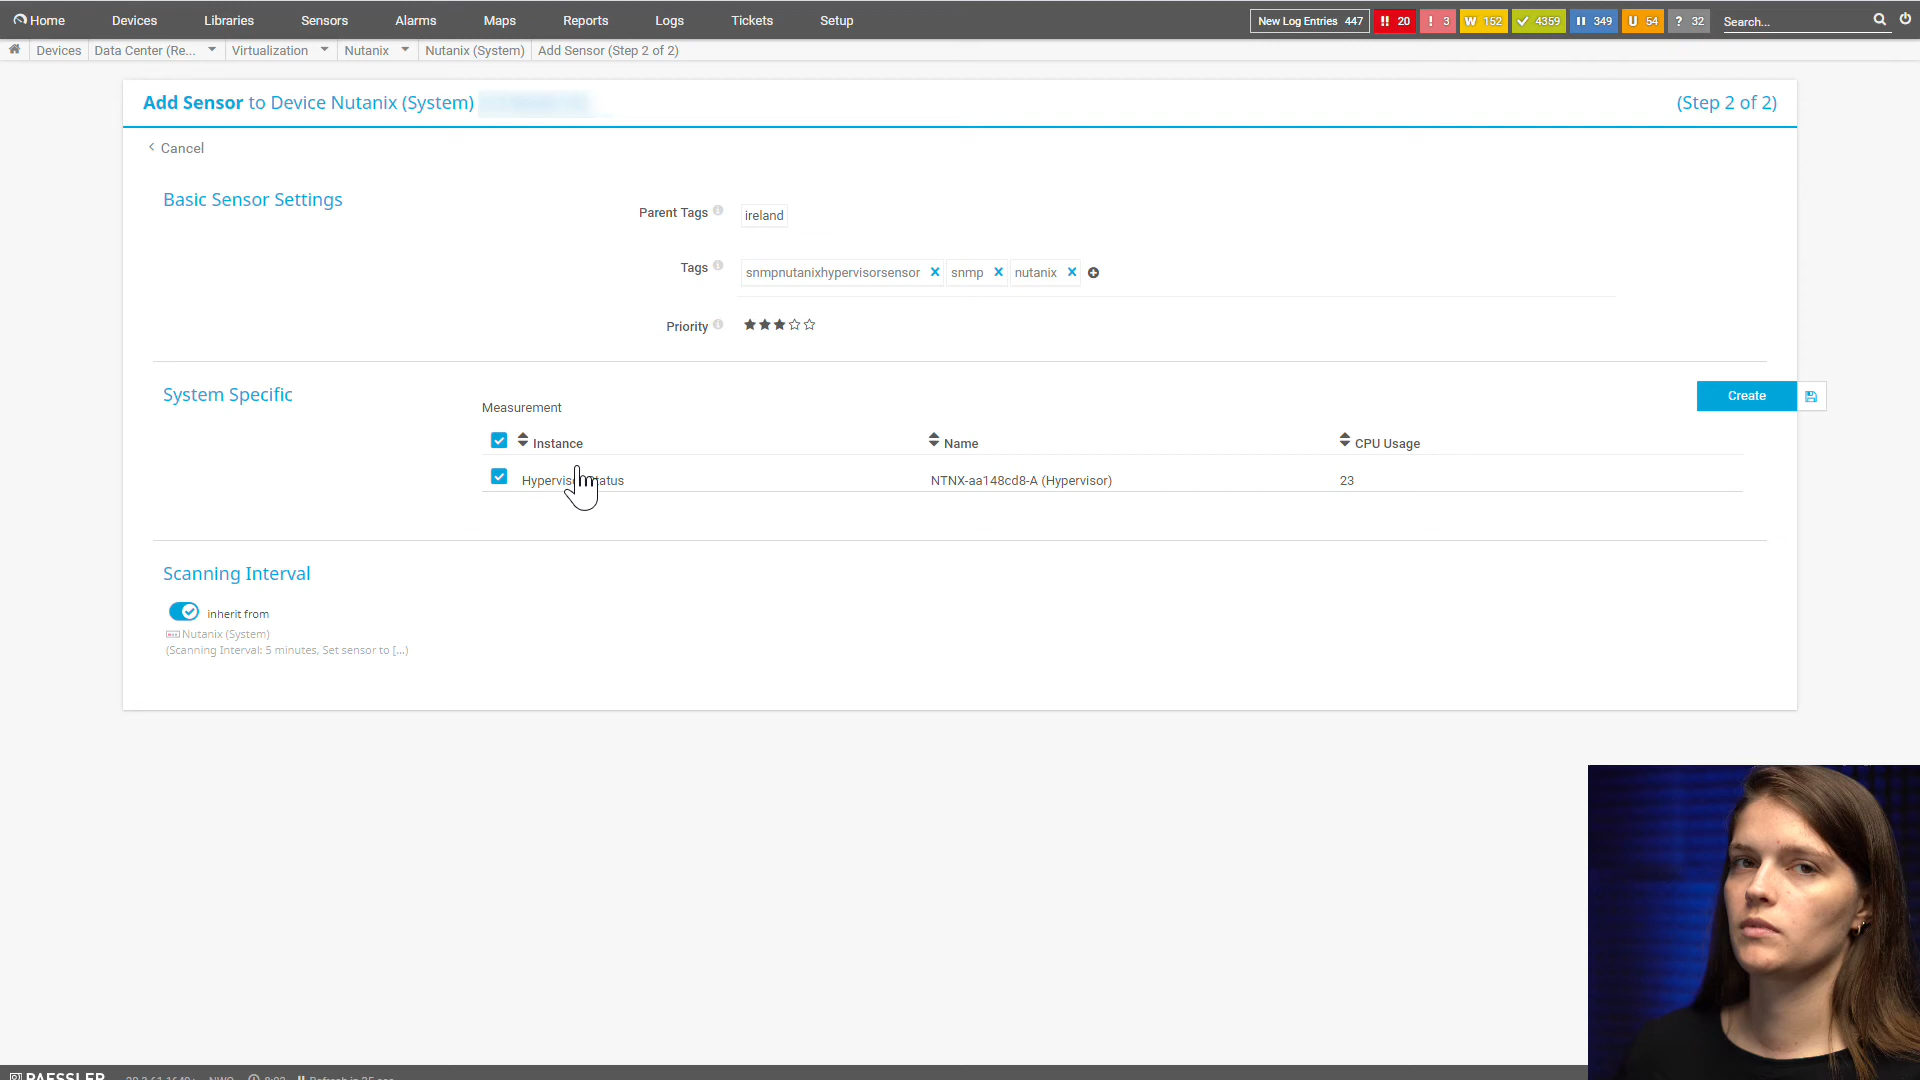 Home Devices Libraries Sensors Alarms Maps Reports Logs Tickets Setup New Log Entries 447 !! 20 ! 3 W 152 4359 349 U 54 ? 32 Search...
Devices Data Center (Re... Virtualization Nutanix Nutanix (System) Add Sensor (Step 2 of 2)
Add Sensor to Device Nutanix (System) (Step 2 of 2)
< Cancel
Basic Sensor Settings
Parent Tags ireland
Tags snmpnutanixhypervisorsensor snmp nutanix
Priority
System Specific
Create
Measurement
Instance Name CPU Usage
NTNX-aa148cd8-A (Hypervisor) 23
Scanning Interval
inherit from
Nutanix (System)
(Scanning Interval: 5 minutes, Set sensor to [...)
PAESSLER